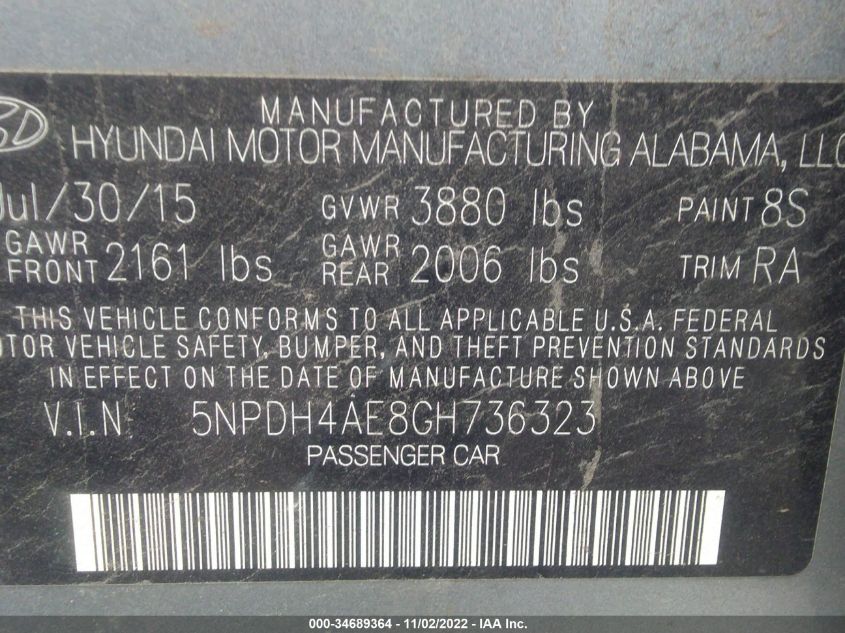 MANUFACTURED BY
HYUNDAI MOTOR MANUFACTURING ALABAMA, LLC
Jul/30/15 GVWR 3880 lbs PAINT 8S
GAWR FRONT 2161 lbs GAWR REAR 2006 lbs TRIM RA
THIS VEHICLE CONFORMS TO ALL APPLICABLE U.S.A. FEDERAL
OTOR VEHICLE SAFETY, BUMPER, AND THEFT PREVENTION STANDARDS
IN EFFECT ON THE DATE OF MANUFACTURE SHOWN ABOVE
V.I.N 5NPDH4AE8GH736323
PASSENGER CAR
000-34689364 - 11/02/2022 - IAA Inc.